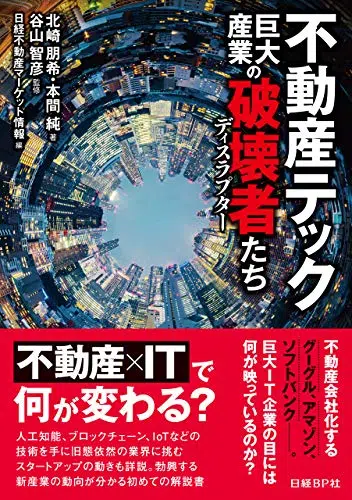 不動産テック
巨大産業の破壊者たち
ディスラプター
北崎 朋希・本間 純 著
谷山 智彦 監修
日経不動産マーケット情報 編
不動産×ITで
何が変わる?
人工知能、ブロックチェーン、IoTなどの
技術を手に旧態依然の業界に挑む
スタートアップの動きも詳説。勃興する
新産業の動向が分かる初めての解説書
不動産会社化する
グーグル、アマゾン、
ソフトバンク――。
巨大IT企業の目には
何が映っているのか?
日経BP社